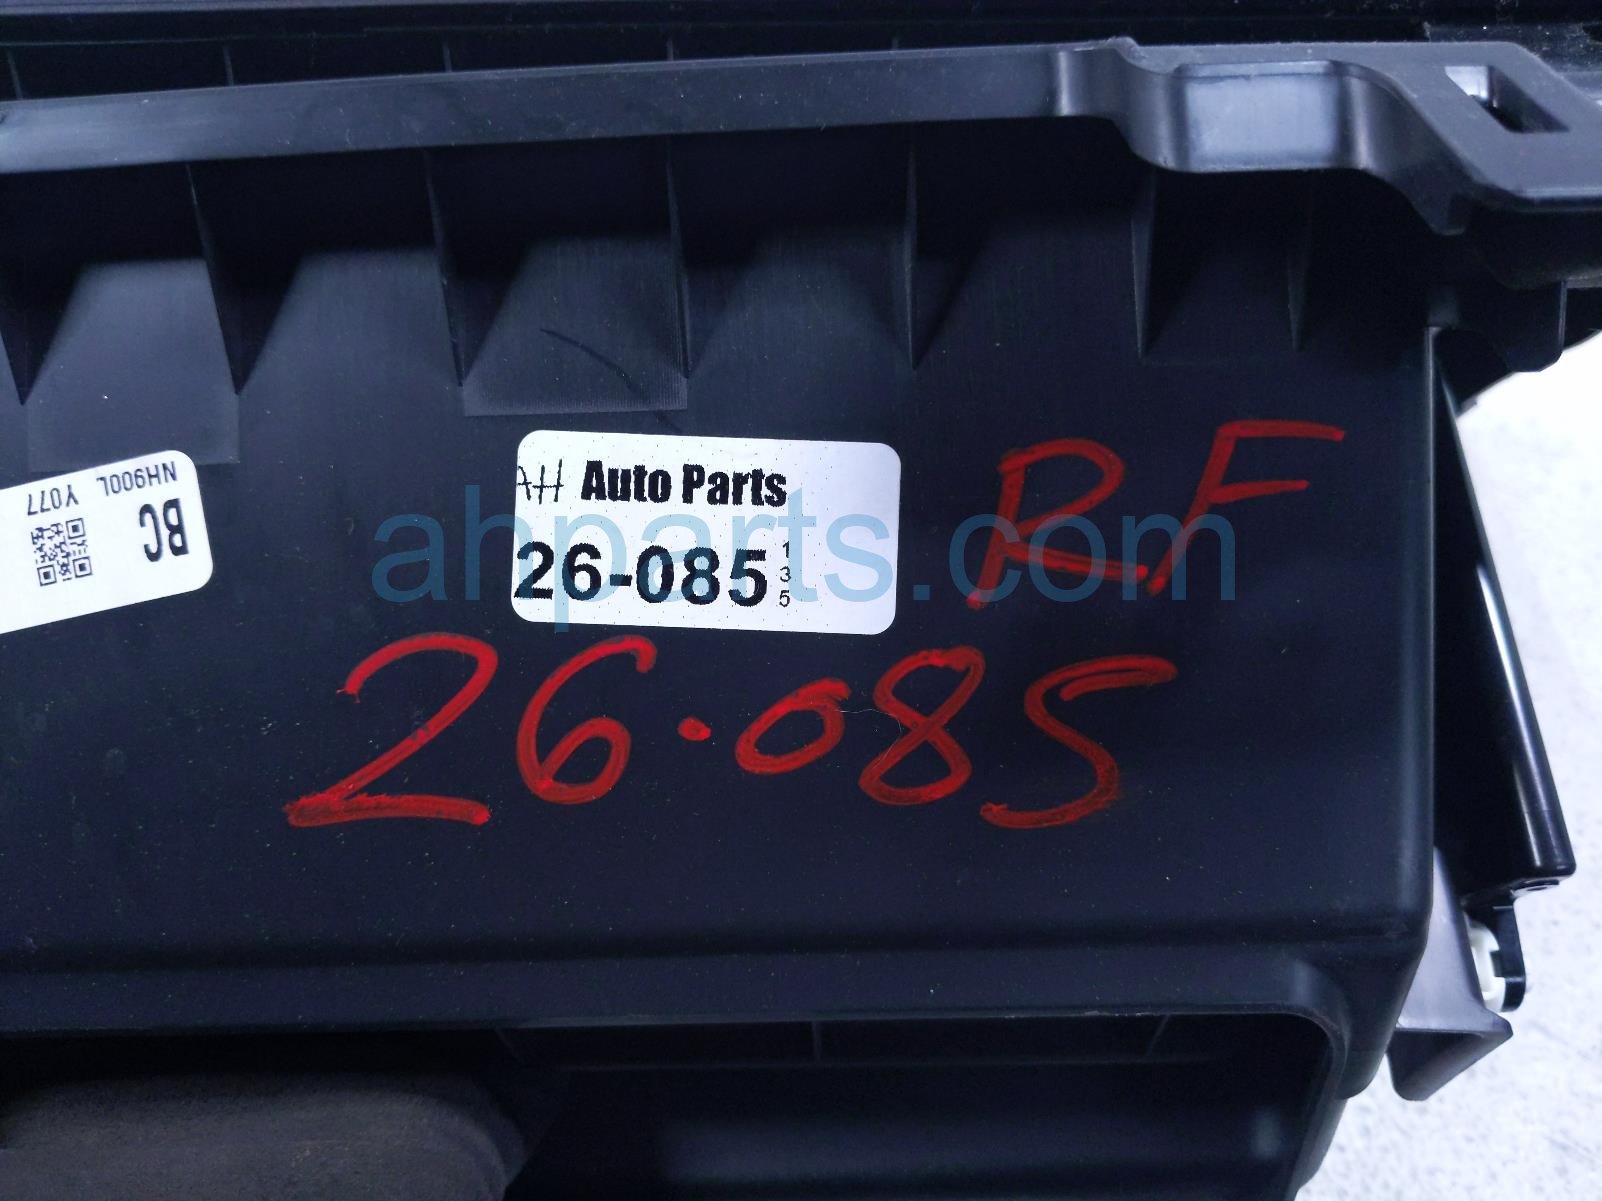 AH Auto Parts
26-085
1
3
5
RF
26-085
BC
NH900L Y077
ahparts.com